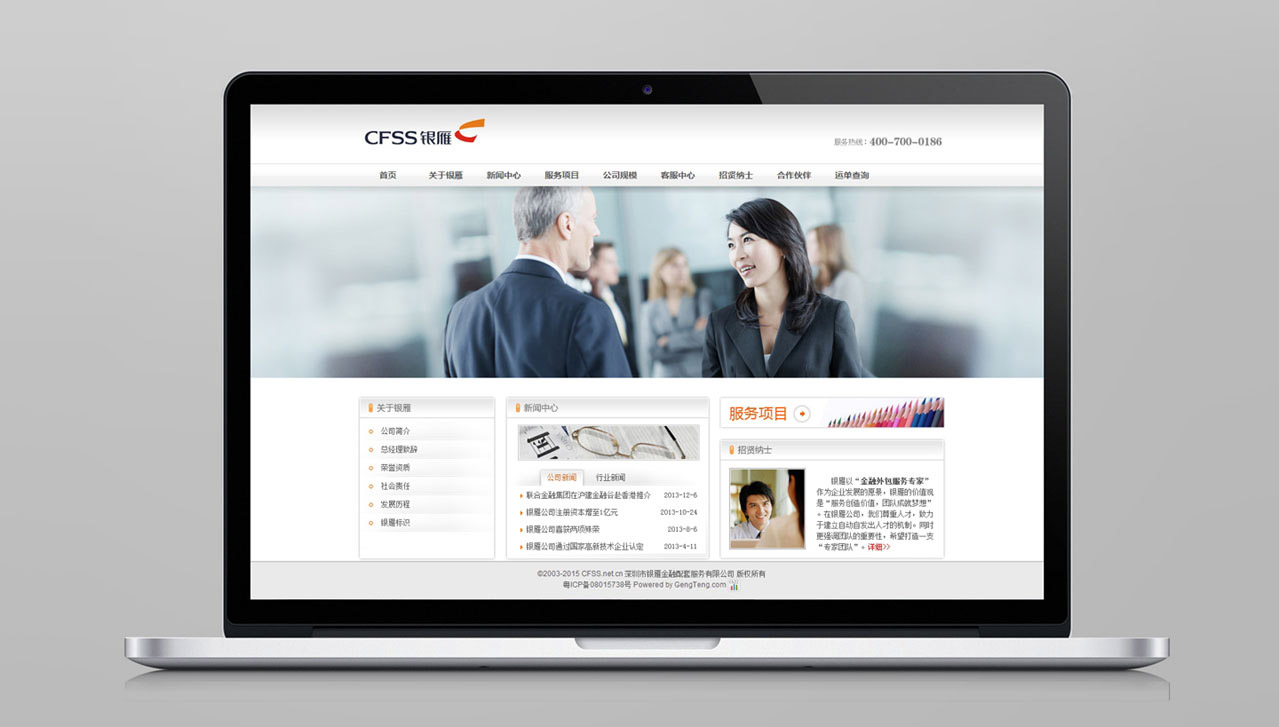 CFSS 银雁
服务热线：400-700-0186
首页 关于银雁 新闻中心 服务项目 公司规模 客服中心 招贤纳士 合作伙伴 运单查询
关于银雁
公司简介
总经理致辞
荣誉资质
社会责任
发展历程
银雁标识
新闻中心
公司新闻 行业新闻
联合金融集团在沪建金融谷赴香港推介 2013-12-6
银雁公司注册资本增至1亿元 2013-10-24
银雁公司喜获两项殊荣 2013-8-6
银雁公司通过国家高新技术企业认定 2013-4-11
服务项目
招贤纳士
银雁以“金融外包服务专家”
作为企业发展的愿景，银雁的价值观
是“服务创造价值，团队成就梦想”
。在银雁公司，我们尊重人才，致力
于建立自动自发出人才的机制。同时
更强调团队的重要性，希望打造一支
“专家团队”。详细>>
©2003-2015 CFSS.net.cn 深圳市银雁金融配套服务有限公司 版权所有
粤ICP备08015738号 Powered by GengTeng.com